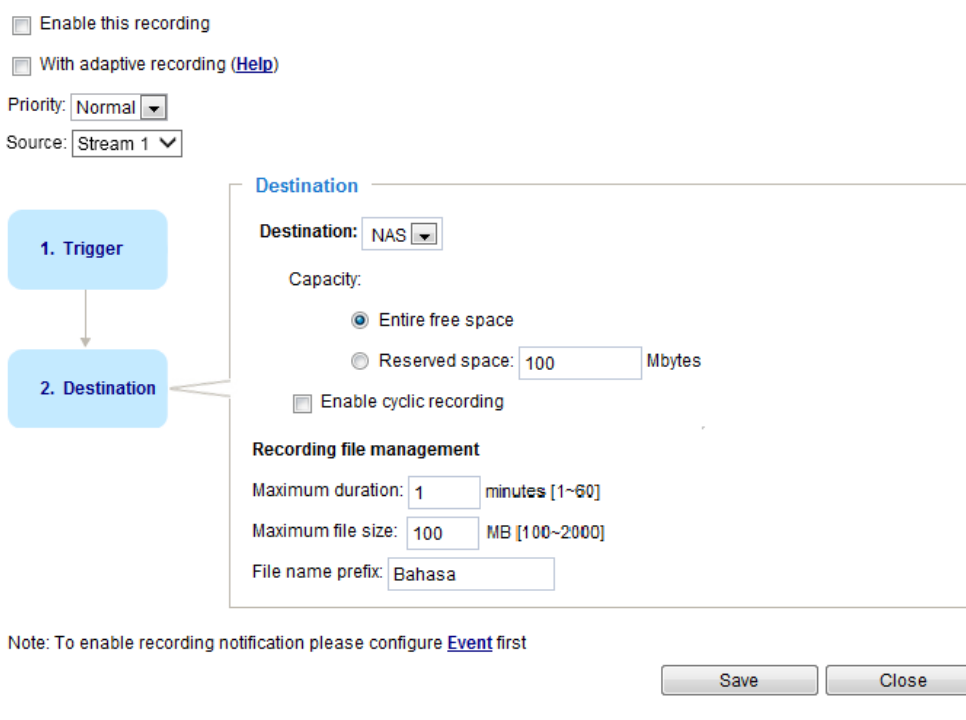 Enable this recording
With adaptive recording (Help)
Priority: Normal
Source: Stream 1
Destination
1. Trigger
Destination: NAS
Capacity:
Entire free space
Reserved space: 100 Mbytes
2. Destination
Enable cyclic recording
Recording file management
Maximum duration: 1 minutes [1~60]
Maximum file size: 100 MB [100~2000]
File name prefix: Bahasa
Note: To enable recording notification please configure Event first
Save Close